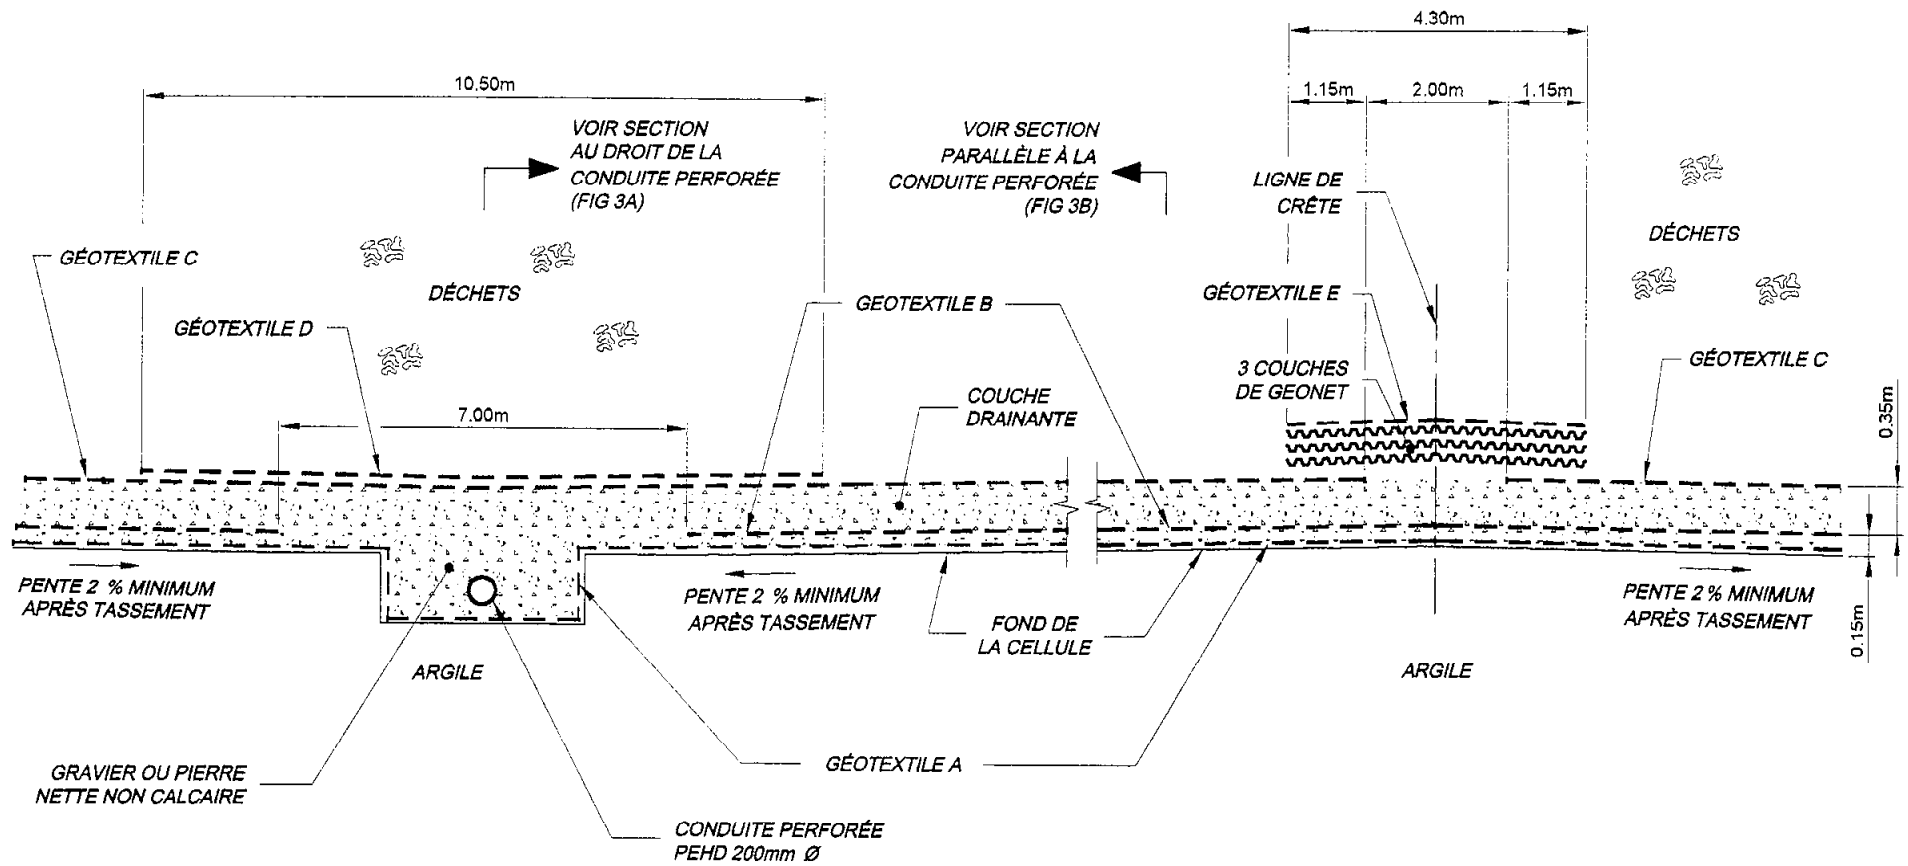 4.30m
10.50m
1.15m
2.00m
1.15m
VOIR SECTION
AU DROIT DE LA
CONDUITE PERFORÉE
(FIG 3A)
VOIR SECTION
PARALLÈLE À LA
CONDUITE PERFORÉE
(FIG 3B)
LIGNE DE
CRÊTE
DÉCHETS
GÉOTEXTILE C
DÉCHETS
GÉOTEXTILE B
GÉOTEXTILE E
GÉOTEXTILE D
3 COUCHES
DE GEONET
GÉOTEXTILE C
7.00m
COUCHE
DRAINANTE
0.35m
PENTE 2 % MINIMUM
APRÈS TASSEMENT
PENTE 2 % MINIMUM
APRÈS TASSEMENT
FOND DE
LA CELLULE
PENTE 2 % MINIMUM
APRÈS TASSEMENT
0.15m
ARGILE
ARGILE
GRAVIER OU PIERRE
NETTE NON CALCAIRE
GÉOTEXTILE A
CONDUITE PERFORÉE
PEHD 200mm Ø